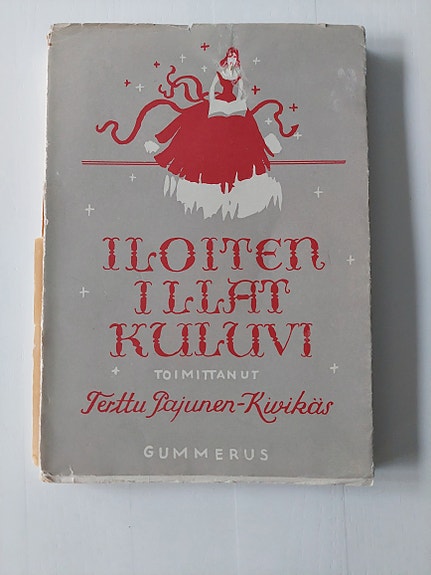 ILOITEN
ILLAT
KULUVI
TOIMITTANUT
Terttu Pajunen-Kivikäs
GUMMERUS